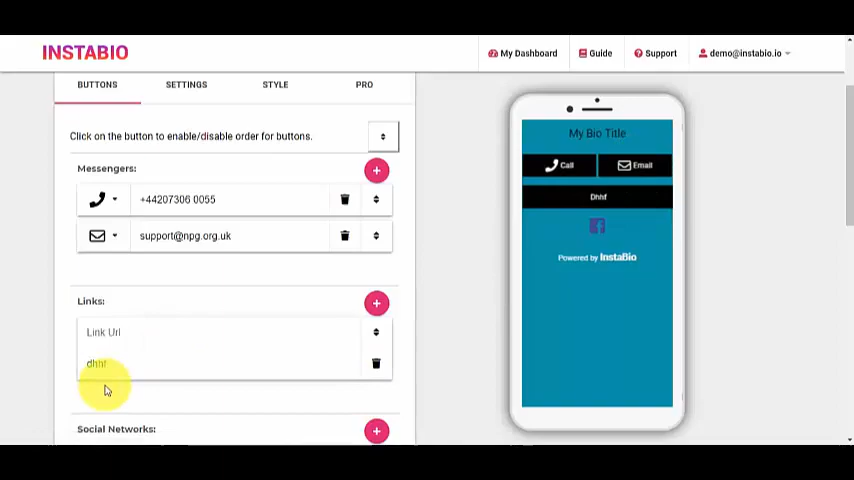 INSTABIO
My Dashboard
Guide
Support
demo@instabio.io
BUTTONS
SETTINGS
STYLE
PRO
Click on the button to enable/disable order for buttons.
Messengers:
+44207306 0055
support@npg.org.uk
Links:
Link Url
dhhf
Social Networks:
My Bio Title
Call
Email
Dhhf
Powered by InstaBio